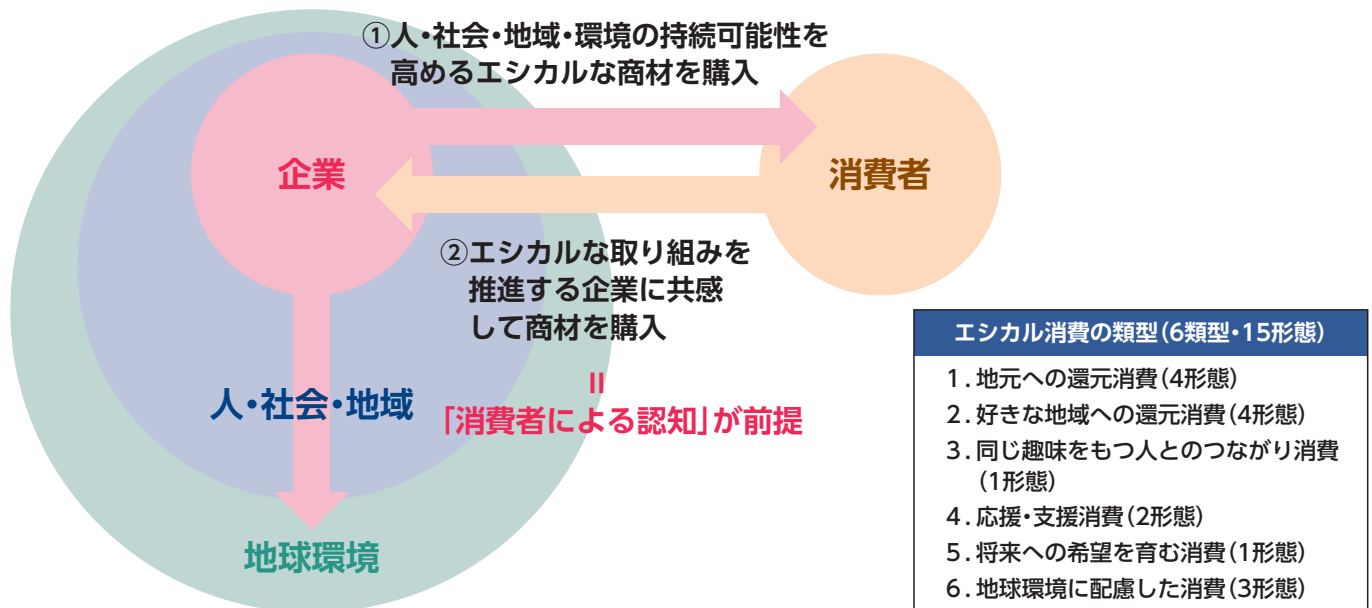 ①人・社会・地域・環境の持続可能性を
高めるエシカルな商材を購入
企業
消費者
②エシカルな取り組みを
推進する企業に共感
して商材を購入
＝
「消費者による認知」が前提
人・社会・地域
地球環境
エシカル消費の類型（6類型・15形態）
1．地元への還元消費（4形態）
2．好きな地域への還元消費（4形態）
3．同じ趣味をもつ人とのつながり消費
（1形態）
4．応援・支援消費（2形態）
5．将来への希望を育む消費（1形態）
6．地球環境に配慮した消費（3形態）